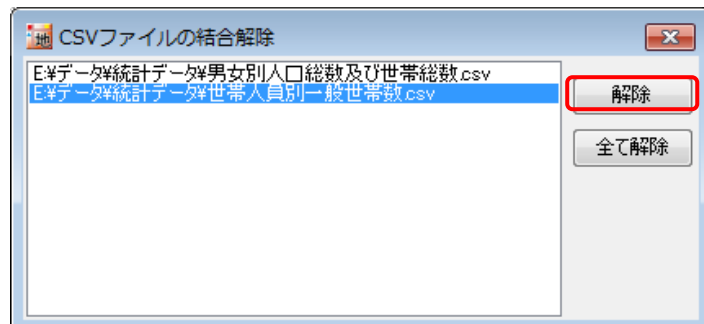 地 CSVファイルの結合解除
E:¥データ¥統計データ¥男女別人口総数及び世帯総数.csv
E:¥データ¥統計データ¥世帯人員別一般世帯数.csv
解除
全て解除